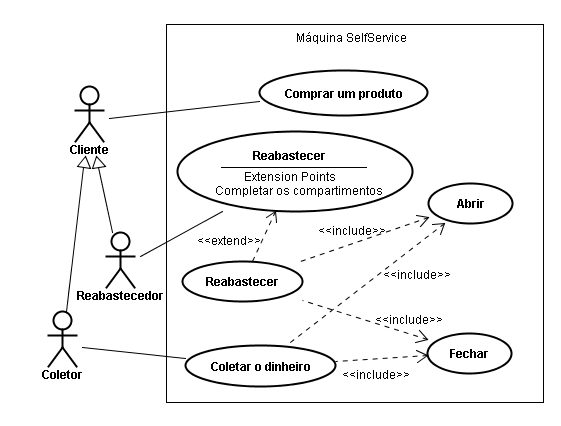 Máquina SelfService
Comprar um produto
Cliente
Reabastecer
Extension Points
Completar os compartimentos
Abrir
<<extend>>
<<include>>
Reabastecedor
Reabastecer
<<include>>
<<include>>
Coletor
Coletar o dinheiro
Fechar
<<include>>